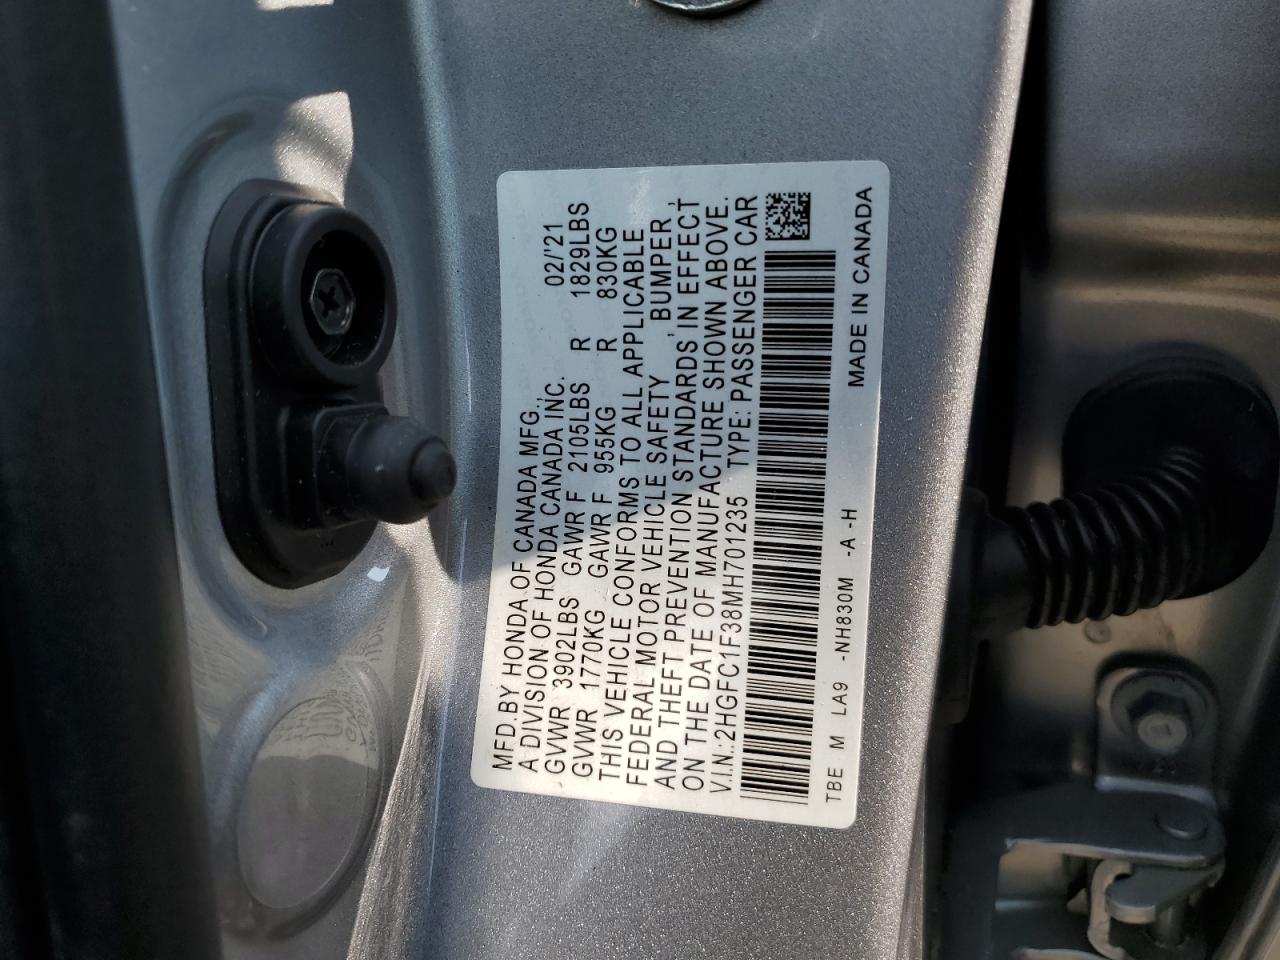 MFD.BY HONDA OF CANADA MFG.,
A DIVISION OF HONDA CANADA INC. 02/'21
GVWR 3902LBS GAWR F 2105LBS R 1829LBS
GVWR 1770KG GAWR F 955KG R 830KG
THIS VEHICLE CONFORMS TO ALL APPLICABLE
FEDERAL MOTOR VEHICLE SAFETY , BUMPER ,
AND THEFT PREVENTION STANDARDS IN EFFECT
ON THE DATE OF MANUFACTURE SHOWN ABOVE.
V.I.N.:2HGFC1F38MH701235 TYPE: PASSENGER CAR
TBE M LA9 -NH830M -A -H MADE IN CANADA